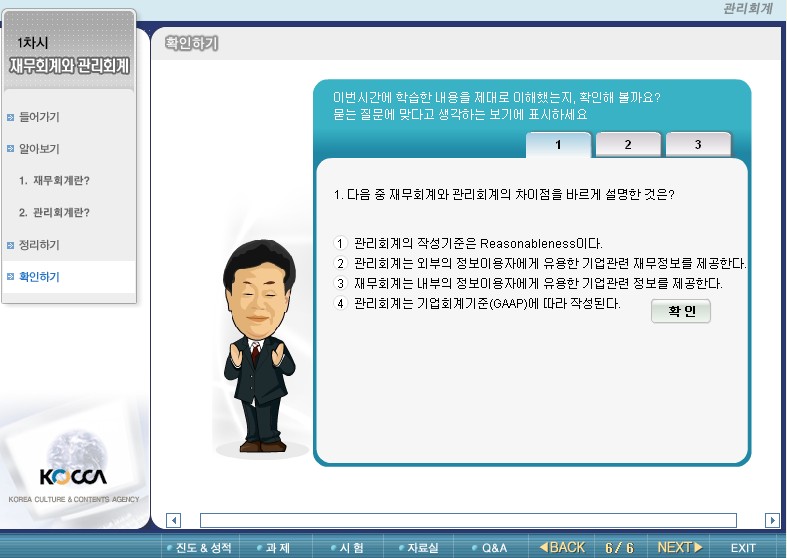 관리회계
1차시
재무회계와 관리회계
들어가기
알아보기
1. 재무회계란?
2. 관리회계란?
정리하기
확인하기
KOCCA
KOREA CULTURE & CONTENTS AGENCY
확인하기
이번시간에 학습한 내용을 제대로 이해했는지, 확인해 볼까요?
묻는 질문에 맞다고 생각하는 보기에 표시하세요
1 2 3
1. 다음 중 재무회계와 관리회계의 차이점을 바르게 설명한 것은?
1 관리회계의 작성기준은 Reasonableness이다.
2 관리회계는 외부의 정보이용자에게 유용한 기업관련 재무정보를 제공한다.
3 재무회계는 내부의 정보이용자에게 유용한 기업관련 정보를 제공한다.
4 관리회계는 기업회계기준(GAAP)에 따라 작성된다.
확인
진도 & 성적 과제 시험 자료실 Q&A BACK 6/6 NEXT EXIT